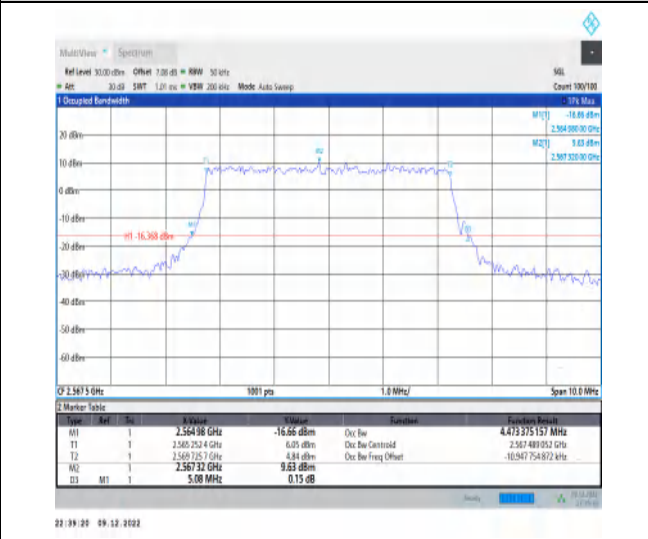 MultiView Spectrum
Ref Level 30.00 dBm Offset 7.08 dB RBW 50 kHz SGL
Att 30 dB SWT 1.01 ms VBW 200 kHz Mode Auto Sweep Count 100/100
1 Occupied Bandwidth 1Pk Max
M1[1] -16.66 dBm
2.564 980 00 GHz
20 dBm M2[1] 9.63 dBm
2.567 320 00 GHz
M2
10 dBm T1 T2
0 dBm
-10 dBm
M1 D3
H1 -16.368 dBm
-20 dBm
-30 dBm
-40 dBm
-50 dBm
-60 dBm
CF 2.567 5 GHz 1001 pts 1.0 MHz/ Span 10.0 MHz
2 Marker Table
Type Ref Trc X-Value Y-Value Function Function Result
M1 1 2.564 98 GHz -16.66 dBm Occ Bw 4.473 375 157 MHz
T1 1 2.565 252 4 GHz 6.05 dBm Occ Bw Centroid 2.567 489 052 GHz
T2 1 2.569 725 7 GHz 4.84 dBm Occ Bw Freq Offset -10.947 754 872 kHz
M2 1 2.567 32 GHz 9.63 dBm
D3 M1 1 5.08 MHz 0.15 dB
Ready
22:39:20 09.12.2022